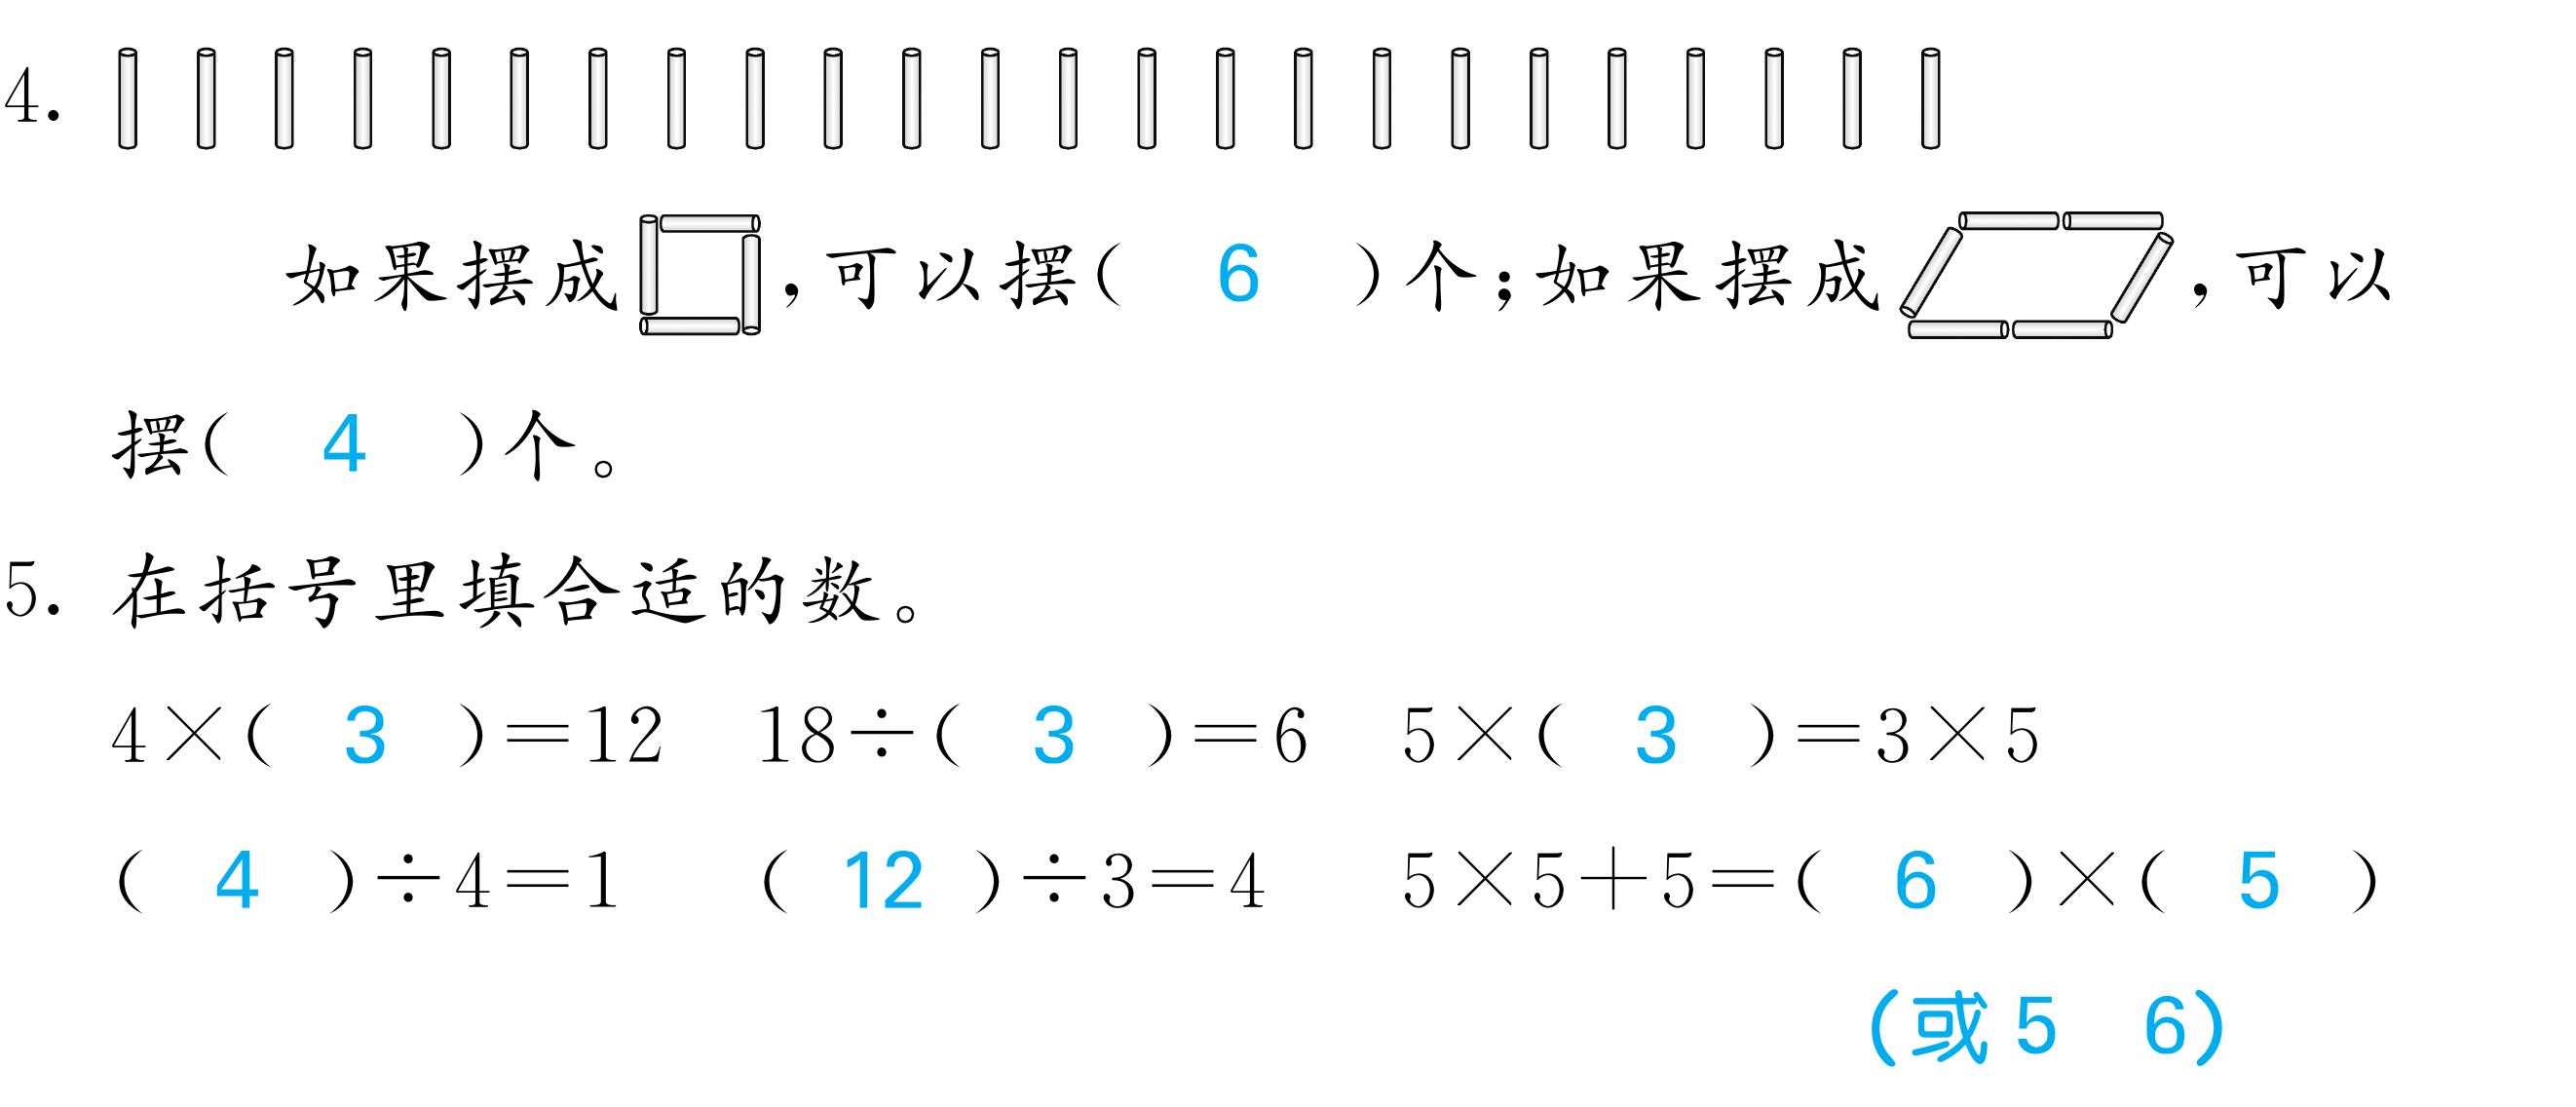 4.
如果摆成,可以摆( 6 )个;如果摆成,可以
摆( 4 )个。
5. 在括号里填合适的数。
4×( 3 )=12 18÷( 3 )=6 5×( 3 )=3×5
( 4 )÷4=1 ( 12 )÷3=4 5×5+5=( 6 )×( 5 )
(或 5 6)